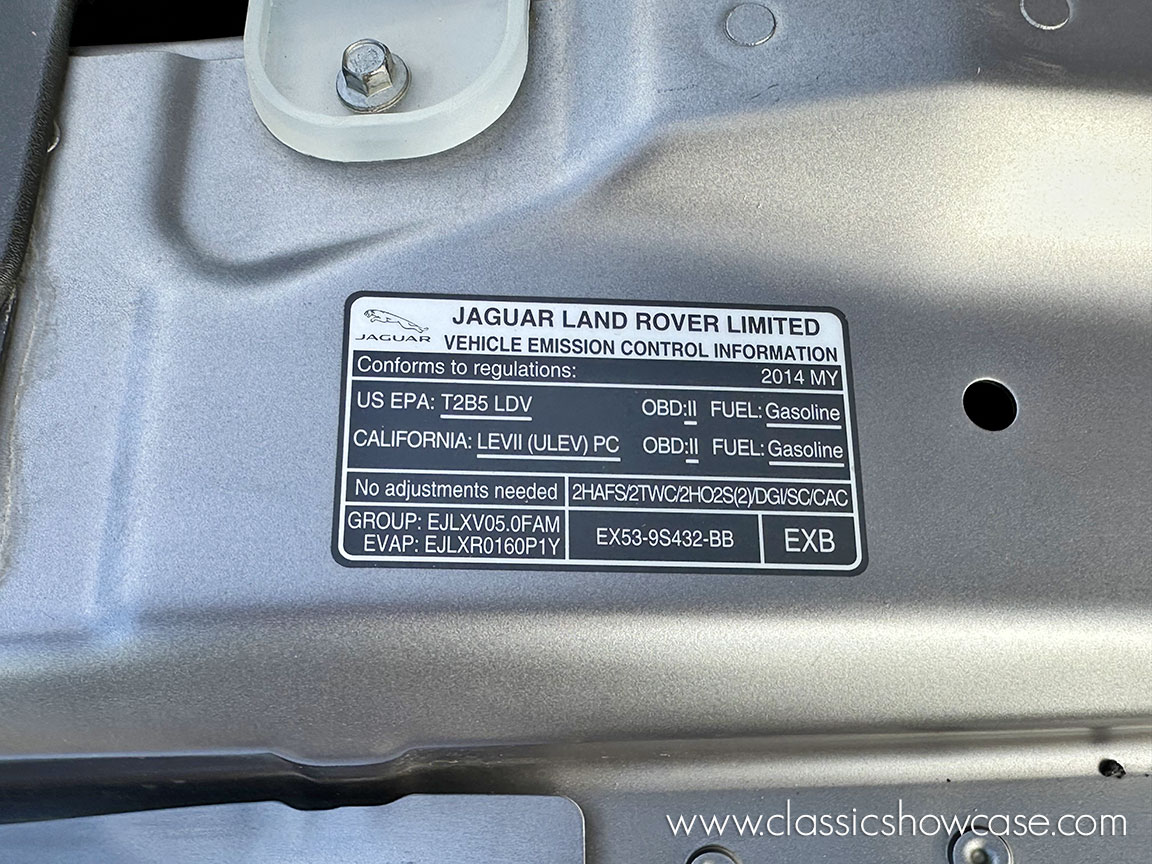 JAGUAR LAND ROVER LIMITED
JAGUAR
VEHICLE EMISSION CONTROL INFORMATION
Conforms to regulations: 2014 MY
US EPA: T2B5 LDV OBD:II FUEL: Gasoline
CALIFORNIA: LEVII (ULEV) PC OBD:II FUEL: Gasoline
No adjustments needed 2HAFS/2TWC/2HO2S(2)/DGI/SC/CAC
GROUP: EJLXV05.0FAM
EVAP: EJLXR0160P1Y
EX53-9S432-BB
EXB
www.classicshowcase.com